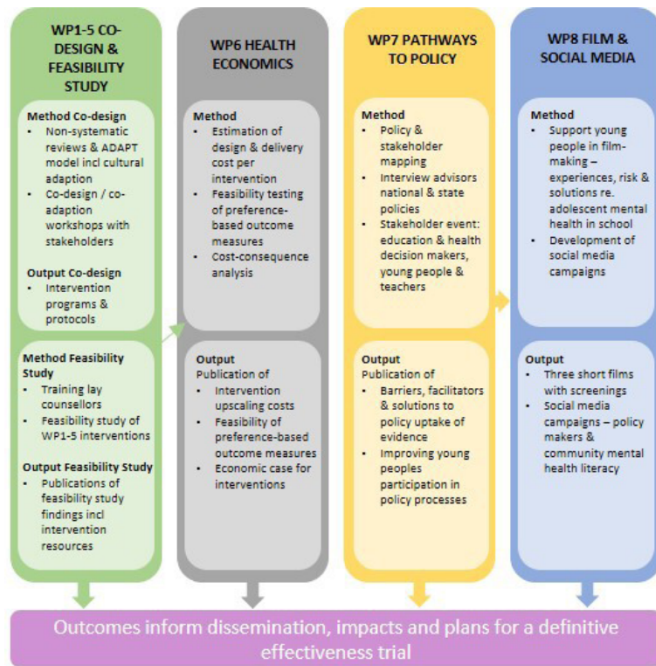 WP1-5 CO-
DESIGN &
FEASIBILITY
STUDY
Method Co-design
• Non-systematic
reviews & ADAPT
model incl cultural
adaption
• Co-design / co-
adaption
workshops with
stakeholders
Output Co-design
• Intervention
programs &
protocols
Method Feasibility
Study
• Training lay
counsellors
• Feasibility study of
WP1-5 interventions
Output Feasibility Study
• Publications of
feasibility study
findings incl
intervention
resources
WP6 HEALTH
ECONOMICS
Method
• Estimation of
design & delivery
cost per
intervention
• Feasibility testing
of preference-
based outcome
measures
• Cost-consequence
analysis
Output
Publication of
• Intervention
upscaling costs
• Feasibility of
preference-based
outcome measures
• Economic case for
interventions
WP7 PATHWAYS
TO POLICY
Method
• Policy &
stakeholder
mapping
• Interview advisors
national & state
policies
• Stakeholder event:
education & health
decision makers,
young people &
teachers
Output
Publication of
• Barriers, facilitators
& solutions to
policy uptake of
evidence
• Improving young
peoples
participation in
policy processes
WP8 FILM &
SOCIAL MEDIA
Method
• Support young
people in film-
making –
experiences, risk &
solutions re.
adolescent mental
health in school
• Development of
social media
campaigns
Output
• Three short films
with screenings
• Social media
campaigns – policy
makers &
community mental
health literacy
Outcomes inform dissemination, impacts and plans for a definitive
effectiveness trial